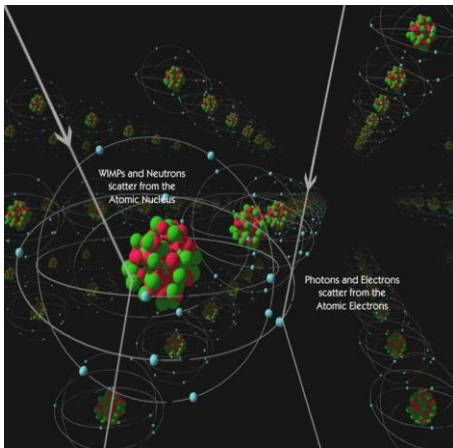 WIMPs and Neutrons
scatter from the
Atomic Nucleus
Photons and Electrons
scatter from the
Atomic Electrons